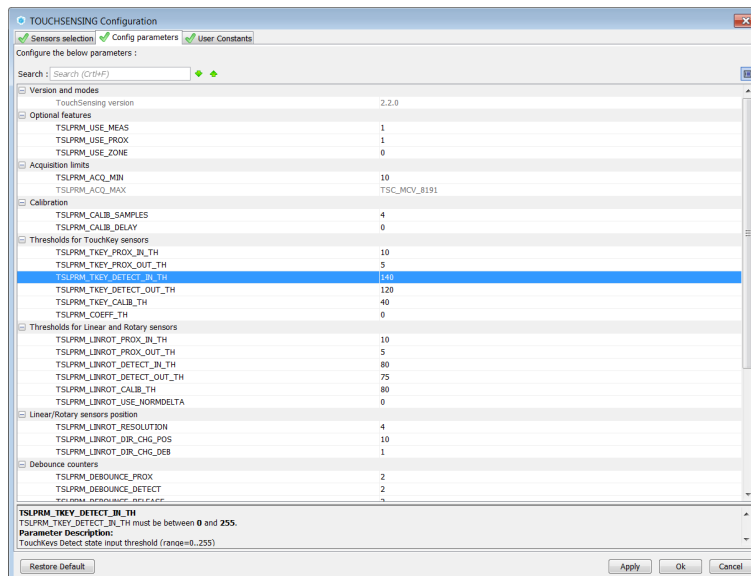 TOUCHSENSING Configuration
Sensors selection Config parameters User Constants
Configure the below parameters :
Search : Search (Crtl+F)
Version and modes
TouchSensing version 2.2.0
Optional features
TSLPRM_USE_MEAS 1
TSLPRM_USE_PROX 1
TSLPRM_USE_ZONE 0
Acquisition limits
TSLPRM_ACQ_MIN 10
TSLPRM_ACQ_MAX TSC_MCV_8191
Calibration
TSLPRM_CALIB_SAMPLES 4
TSLPRM_CALIB_DELAY 0
Thresholds for TouchKey sensors
TSLPRM_TKEY_PROX_IN_TH 10
TSLPRM_TKEY_PROX_OUT_TH 5
TSLPRM_TKEY_DETECT_IN_TH 140
TSLPRM_TKEY_DETECT_OUT_TH 120
TSLPRM_TKEY_CALIB_TH 40
TSLPRM_COEFF_TH 0
Thresholds for Linear and Rotary sensors
TSLPRM_LINROT_PROX_IN_TH 10
TSLPRM_LINROT_PROX_OUT_TH 5
TSLPRM_LINROT_DETECT_IN_TH 80
TSLPRM_LINROT_DETECT_OUT_TH 75
TSLPRM_LINROT_CALIB_TH 80
TSLPRM_LINROT_USE_NORMDELTA 0
Linear/Rotary sensors position
TSLPRM_LINROT_RESOLUTION 4
TSLPRM_LINROT_DIR_CHG_POS 10
TSLPRM_LINROT_DIR_CHG_DEB 1
Debounce counters
TSLPRM_DEBOUNCE_PROX 2
TSLPRM_DEBOUNCE_DETECT 2
TSLPRM_DEBOUNCE_RELEASE 2
TSLPRM_TKEY_DETECT_IN_TH
TSLPRM_TKEY_DETECT_IN_TH must be between 0 and 255.
Parameter Description:
TouchKeys Detect state input threshold (range=0..255)
Restore Default Apply Ok Cancel